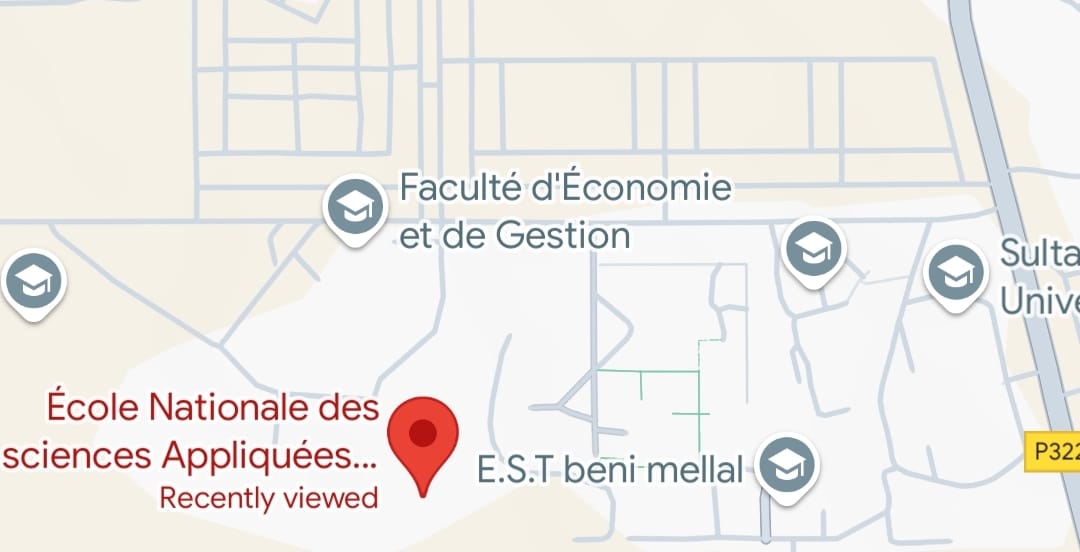 Faculté d'Économie
et de Gestion
Sulta
Unive
École Nationale des
sciences Appliquées...
Recently viewed
E.S.T beni mellal
P322